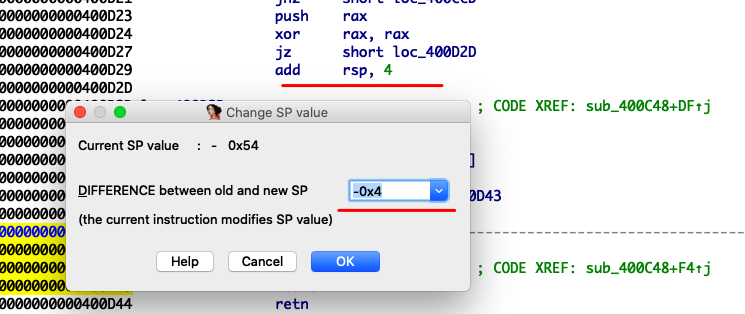 0000000000400D21 jnz short loc_400CCD
0000000000400D23 push rax
0000000000400D24 xor rax, rax
0000000000400D27 jz short loc_400D2D
0000000000400D29 add rsp, 4
0000000000400D2D
; CODE XREF: sub_400C48+DF↑j
Change SP value
Current SP value : - 0x54
]
DIFFERENCE between old and new SP -0x4
0D43
(the current instruction modifies SP value)
Help Cancel OK
; CODE XREF: sub_400C48+F4↑j
0000000000400D44 retn